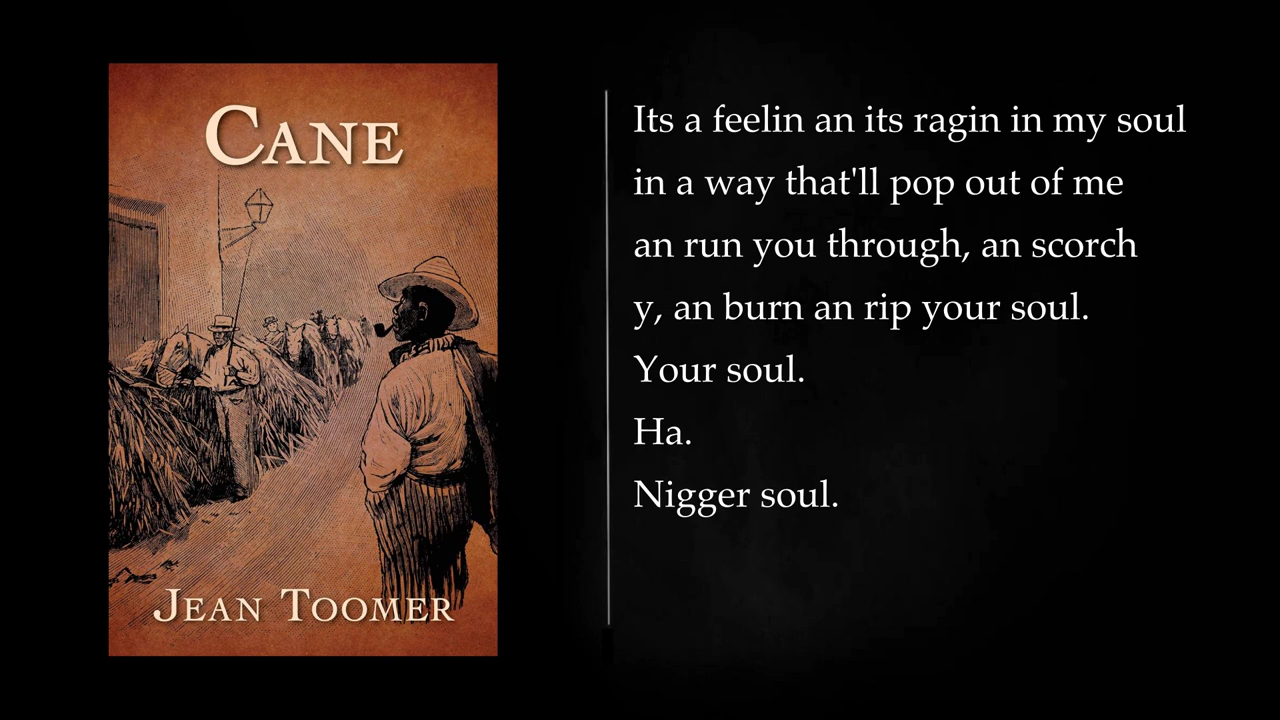 CANE
JEAN TOOMER
Its a feelin an its ragin in my soul
in a way that'll pop out of me
an run you through, an scorch
y, an burn an rip your soul.
Your soul.
Ha.
Nigger soul.